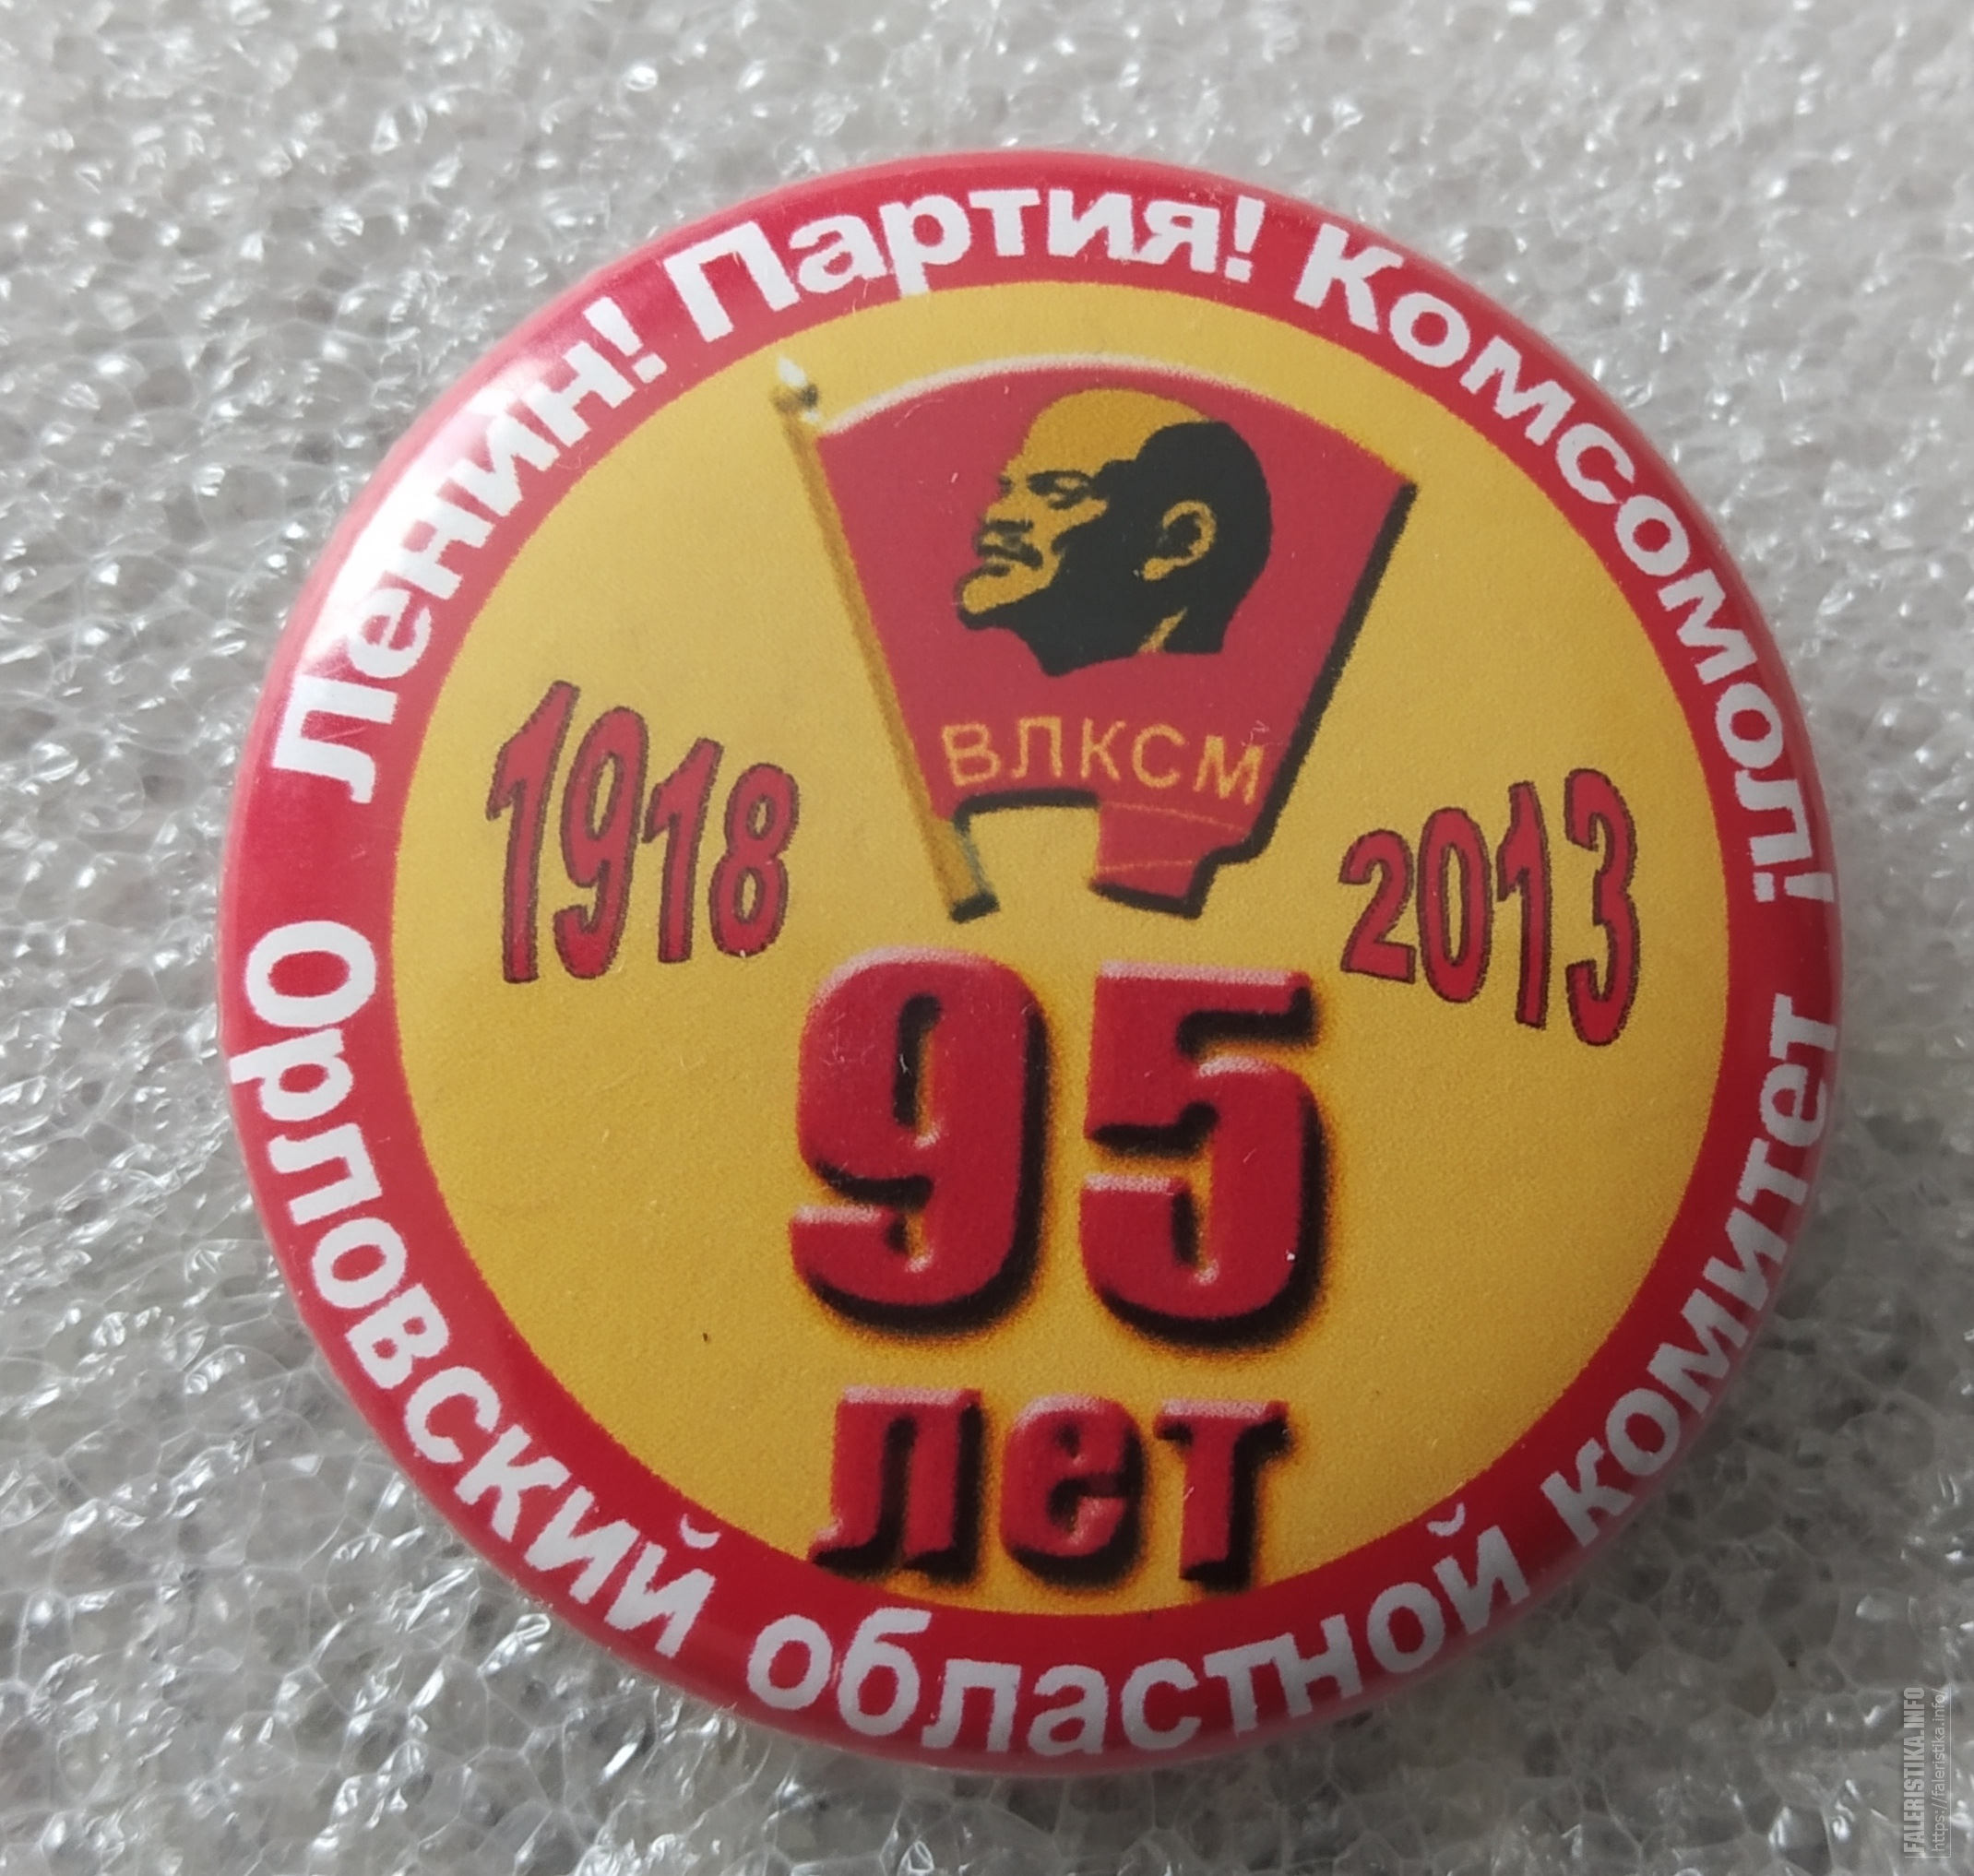 Ленин! Партия! Комсомол!
ВЛКСМ
1918
2013
95
лет
Орловский областной комитет
FALERISTIKA.INFO
https://faleristika.info/